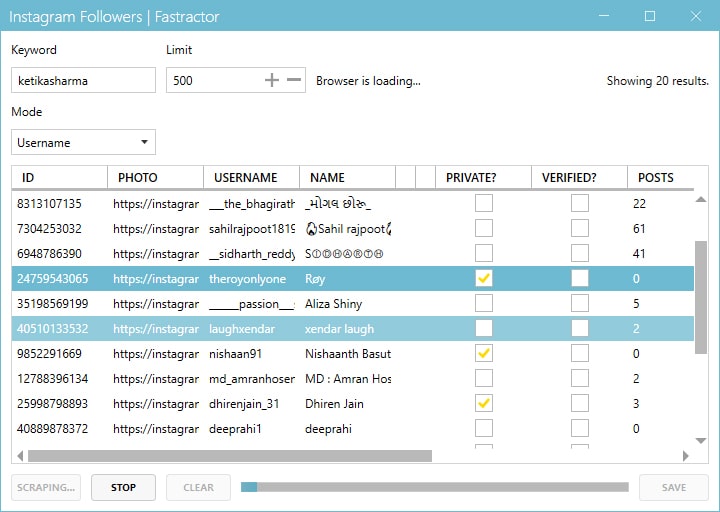 Instagram Followers | Fastractor
Keyword
Limit
ketikasharma
500
Browser is loading...
Showing 20 results.
Mode
Username
ID PHOTO USERNAME NAME PRIVATE? VERIFIED? POSTS
8313107135 https://instagrar ___the_bhagirath _મોગલ છોરૂ_ 22
7304253032 https://instagrar sahilrajpoot1819 Sahil rajpoot 61
6948786390 https://instagrar __sidharth_reddy SⒾⒹⒽⒶⓇⓉⒽ 41
24759543065 https://instagrar theroyonlyone Røy 0
35198569199 https://instagrar ______passion__s Aliza Shiny 5
40510133532 https://instagrar laughxendar xendar laugh 2
9852291669 https://instagrar nishaan91 Nishaanth Basut 0
12788396134 https://instagrar md_amranhosen MD : Amran Hos 2
25998798893 https://instagrar dhirenjain_31 Dhiren Jain 3
40889878372 https://instagrar deeprahi1 deeprahi 0
SCRAPING... STOP CLEAR SAVE